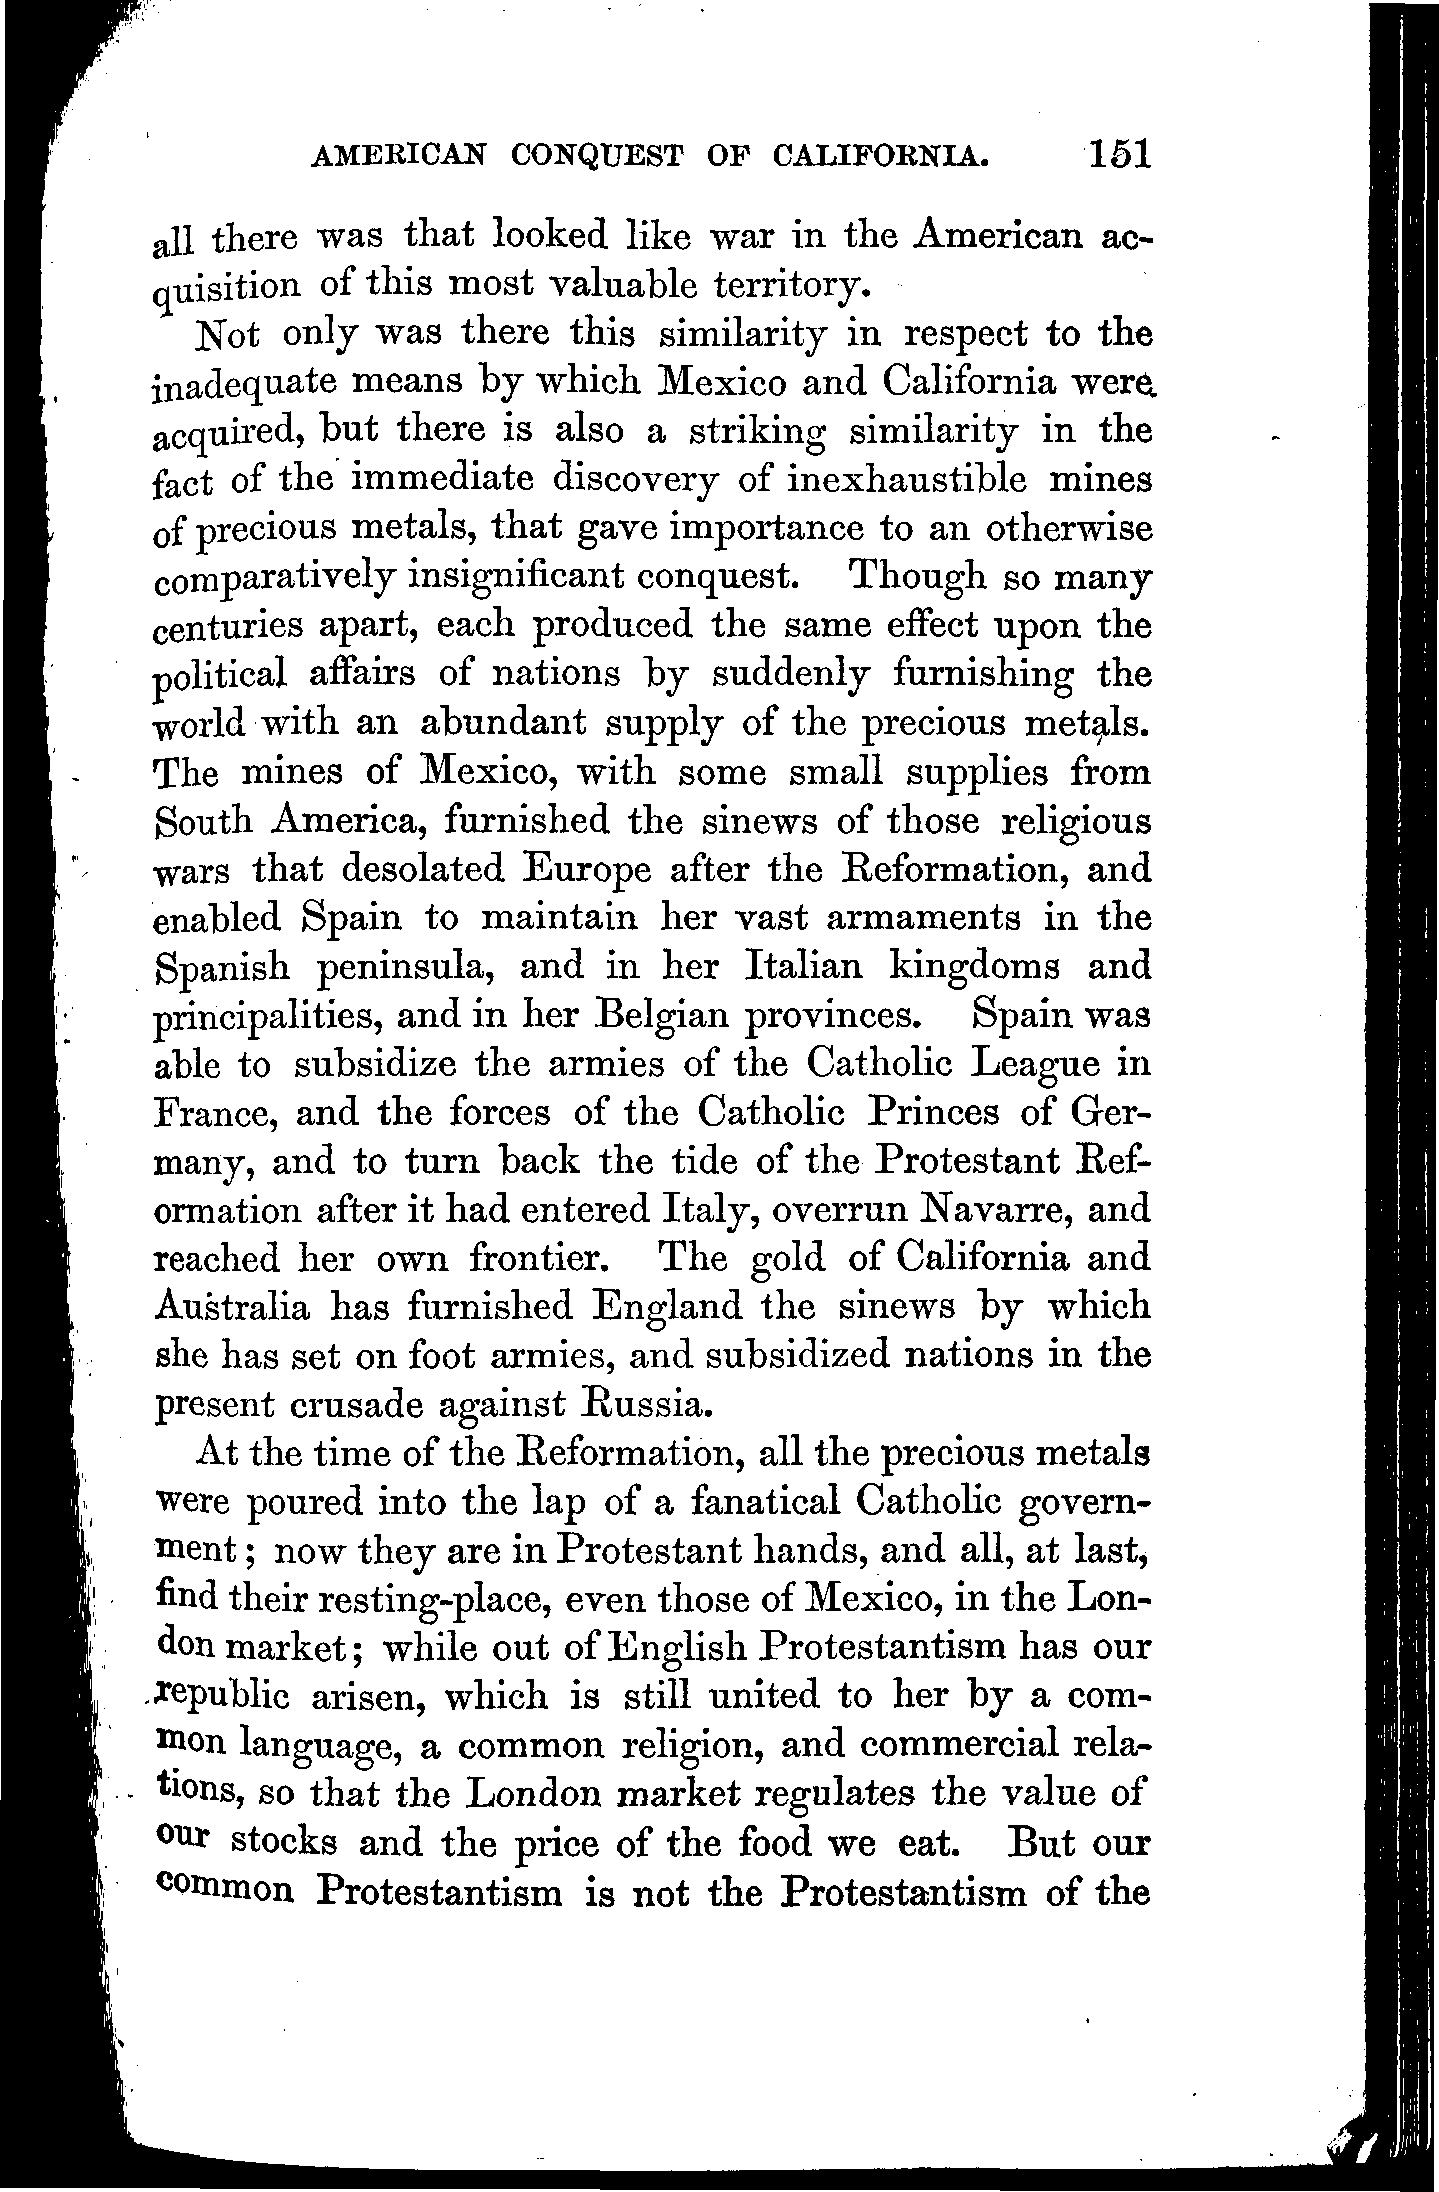 AMERICAN CONQUEST OF CALIFORNIA. 151
all there was that looked like war in the American ac-
quisition of this most valuable territory.
Not only was there this similarity in respect to the
inadequate means by which Mexico and California were
acquired, but there is also a striking similarity in the
fact of the immediate discovery of inexhaustible mines
of precious metals, that gave importance to an otherwise
comparatively insignificant conquest. Though so many
centuries apart, each produced the same effect upon the
political affairs of nations by suddenly furnishing the
world with an abundant supply of the precious metals.
The mines of Mexico, with some small supplies from
South America, furnished the sinews of those religious
wars that desolated Europe after the Reformation, and
enabled Spain to maintain her vast armaments in the
Spanish peninsula, and in her Italian kingdoms and
principalities, and in her Belgian provinces. Spain was
able to subsidize the armies of the Catholic League in
France, and the forces of the Catholic Princes of Ger-
many, and to turn back the tide of the Protestant Ref-
ormation after it had entered Italy, overrun Navarre, and
reached her own frontier. The gold of California and
Australia has furnished England the sinews by which
she has set on foot armies, and subsidized nations in the
present crusade against Russia.
At the time of the Reformation, all the precious metals
were poured into the lap of a fanatical Catholic govern-
ment; now they are in Protestant hands, and all, at last,
find their resting-place, even those of Mexico, in the Lon-
don market; while out of English Protestantism has our
republic arisen, which is still united to her by a com-
mon language, a common religion, and commercial rela-
tions, so that the London market regulates the value of
our stocks and the price of the food we eat. But our
common Protestantism is not the Protestantism of the